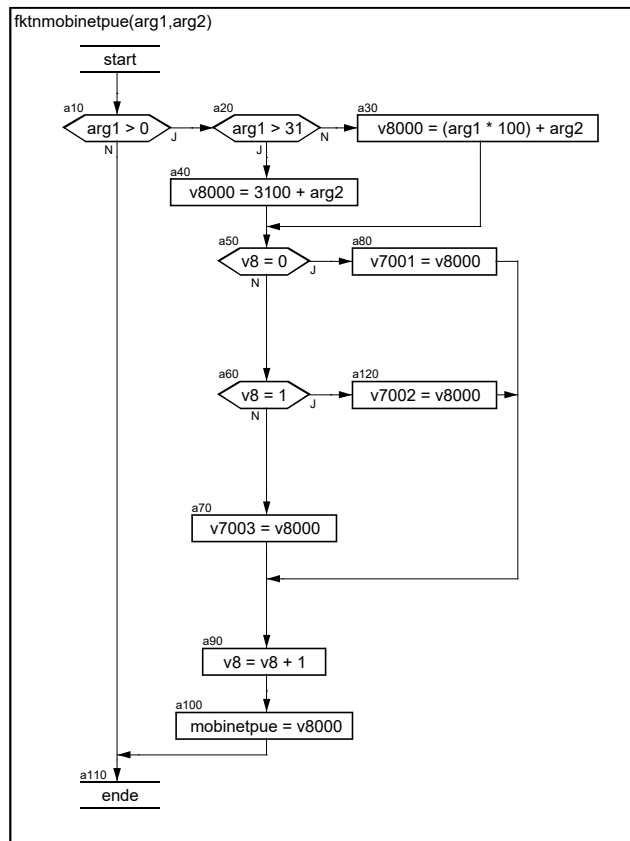 fktnmobinetpue(arg1,arg2)
start
a10
arg1 > 0
J
N
a20
arg1 > 31
N
J
a30
v8000 = (arg1 * 100) + arg2
a40
v8000 = 3100 + arg2
a50
v8 = 0
J
N
a80
v7001 = v8000
a60
v8 = 1
J
N
a120
v7002 = v8000
a70
v7003 = v8000
a90
v8 = v8 + 1
a100
mobinetpue = v8000
a110
ende